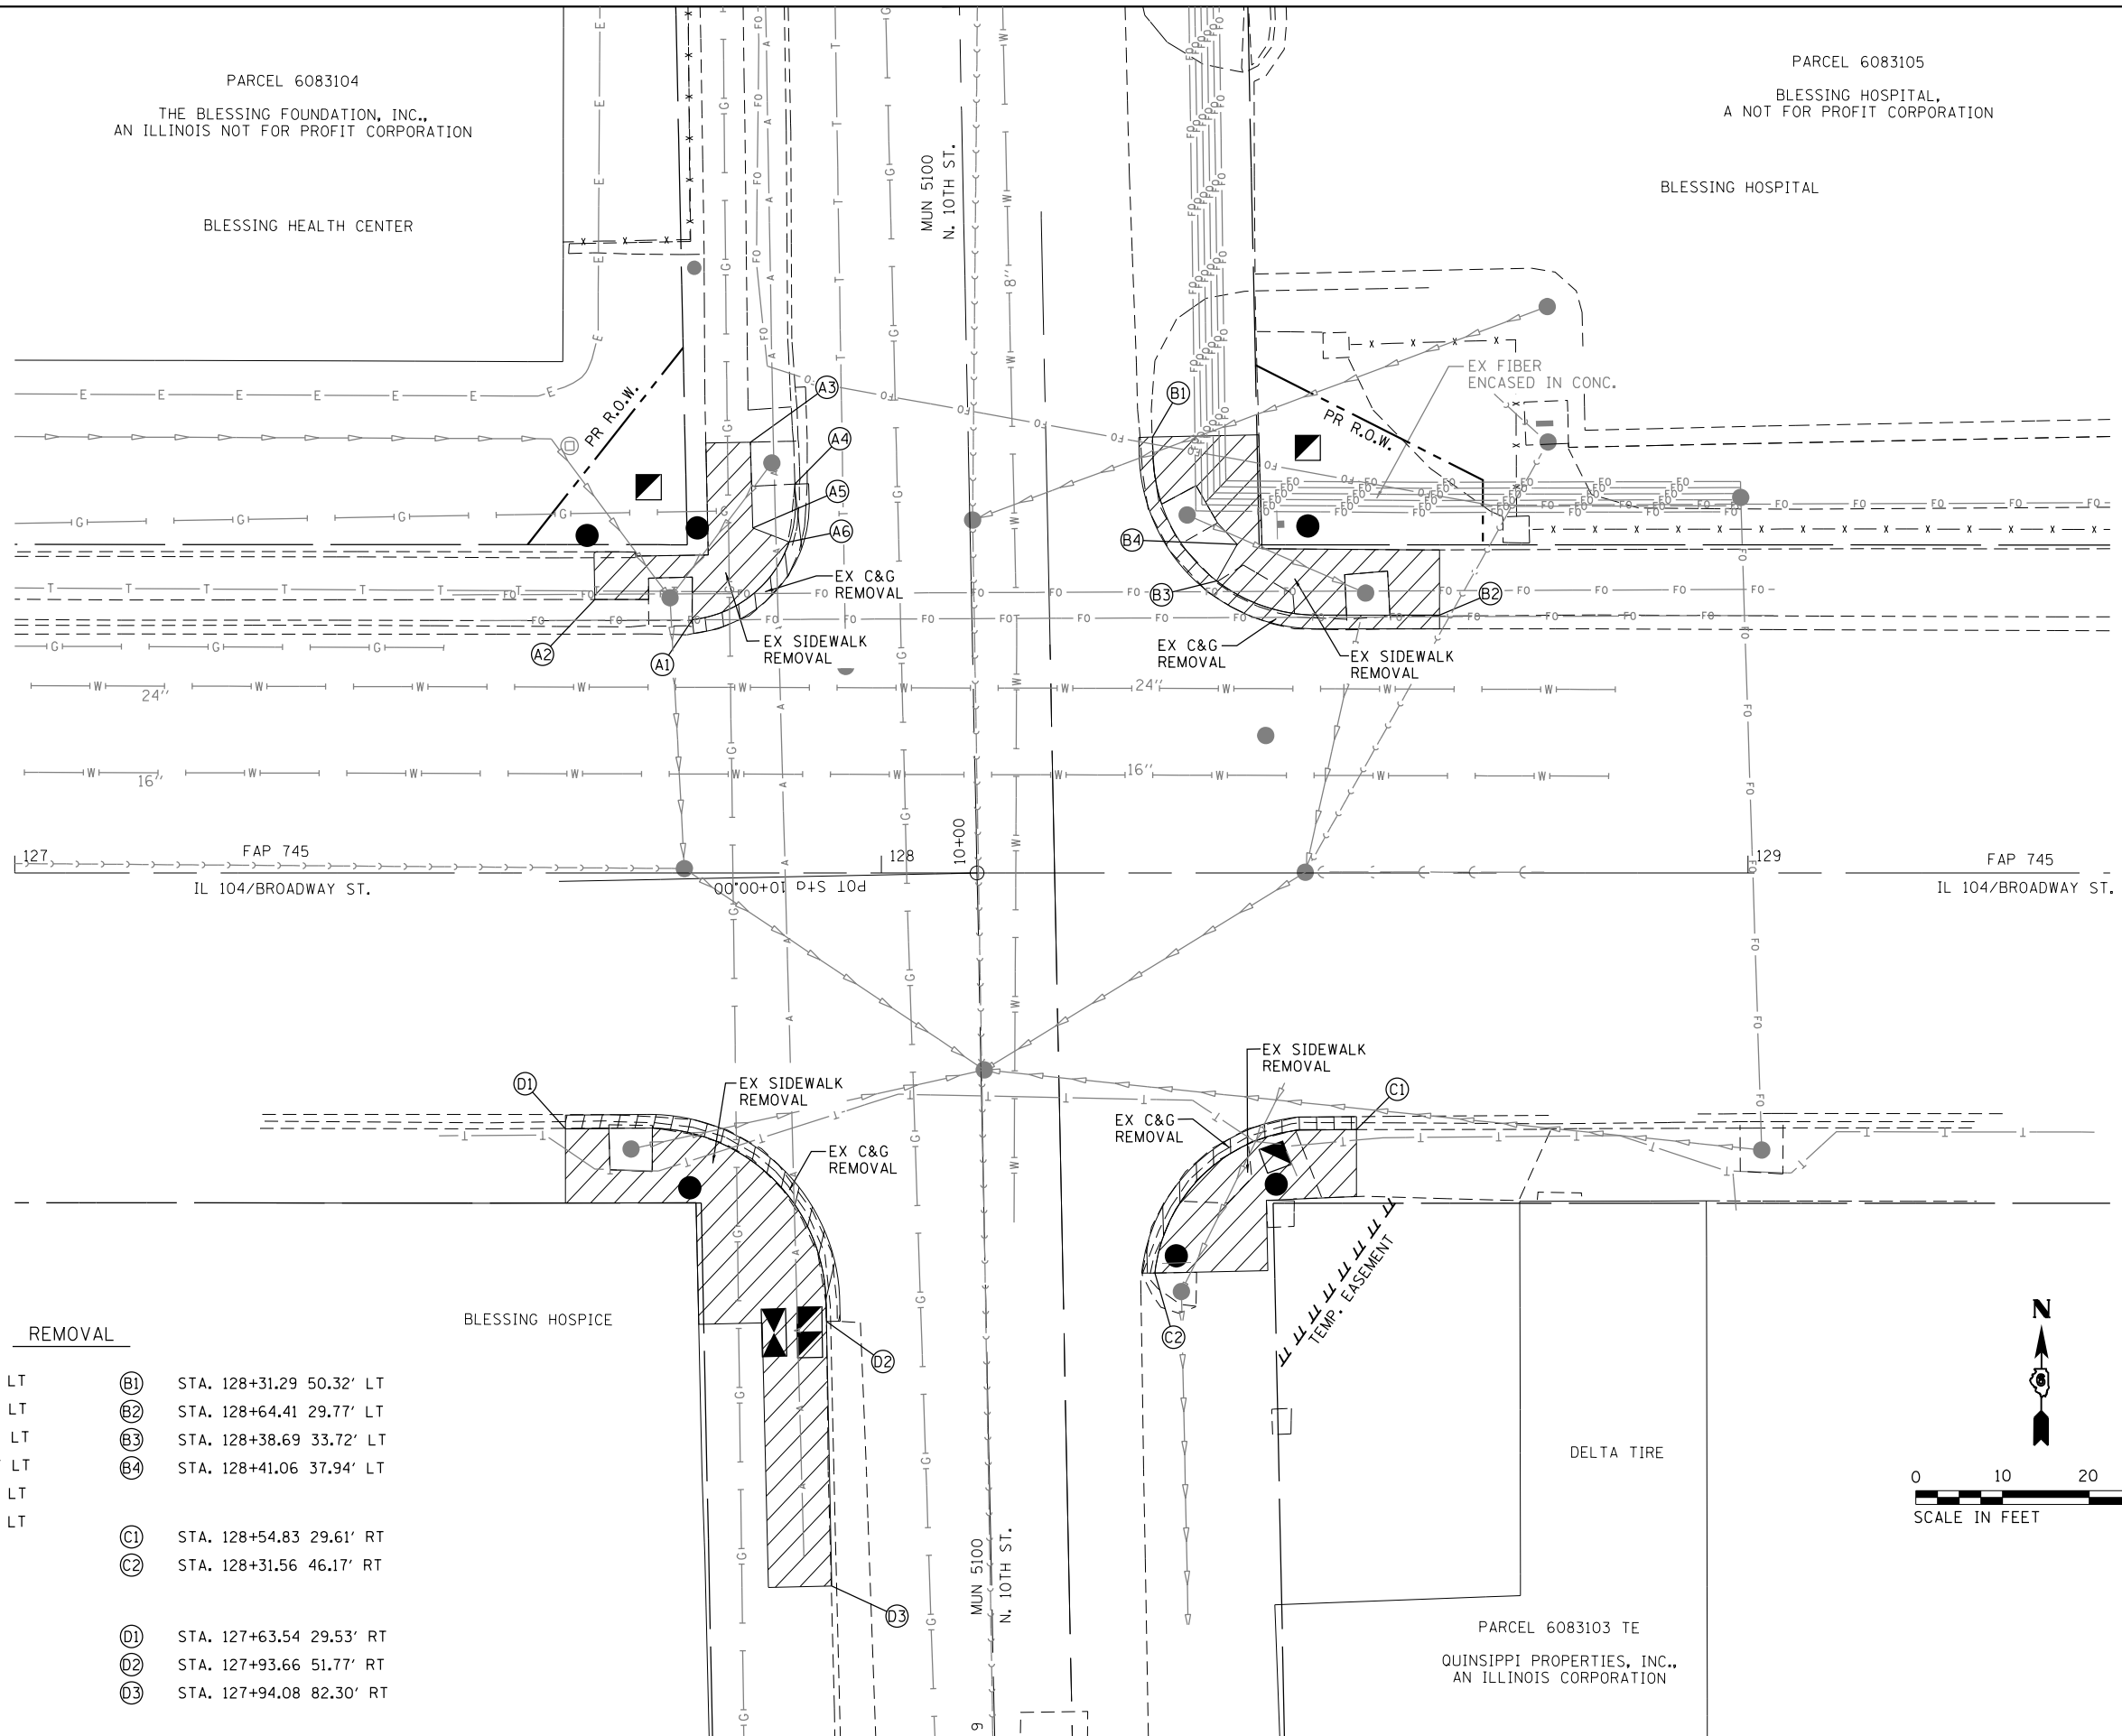 PARCEL 6083104
THE BLESSING FOUNDATION, INC.,
AN ILLINOIS NOT FOR PROFIT CORPORATION
BLESSING HEALTH CENTER
MUN 5100
N. 10TH ST.
8''
PARCEL 6083105
BLESSING HOSPITAL,
A NOT FOR PROFIT CORPORATION
BLESSING HOSPITAL
EX FIBER
ENCASED IN CONC.
PR R.O.W.
PR R.O.W.
A3
A4
A5
A6
A2
A1
B1
B4
B3
B2
EX C&G
REMOVAL
EX SIDEWALK
REMOVAL
EX C&G
REMOVAL
EX SIDEWALK
REMOVAL
24''
24''
16''
16''
127
FAP 745
IL 104/BROADWAY ST.
128
10+00
POT Sta 10+00.00
129
FAP 745
IL 104/BROADWAY ST.
D1
EX SIDEWALK
REMOVAL
EX C&G
REMOVAL
EX SIDEWALK
REMOVAL
EX C&G
REMOVAL
C1
C2
D2
D3
TEMP. EASEMENT
BLESSING HOSPICE
DELTA TIRE
MUN 5100
N. 10TH ST.
9
PARCEL 6083103 TE
QUINSIPPI PROPERTIES, INC.,
AN ILLINOIS CORPORATION
N
0 10 20
SCALE IN FEET
REMOVAL
LT
LT
LT
LT
LT
LT
B1 STA. 128+31.29 50.32' LT
B2 STA. 128+64.41 29.77' LT
B3 STA. 128+38.69 33.72' LT
B4 STA. 128+41.06 37.94' LT
C1 STA. 128+54.83 29.61' RT
C2 STA. 128+31.56 46.17' RT
D1 STA. 127+63.54 29.53' RT
D2 STA. 127+93.66 51.77' RT
D3 STA. 127+94.08 82.30' RT